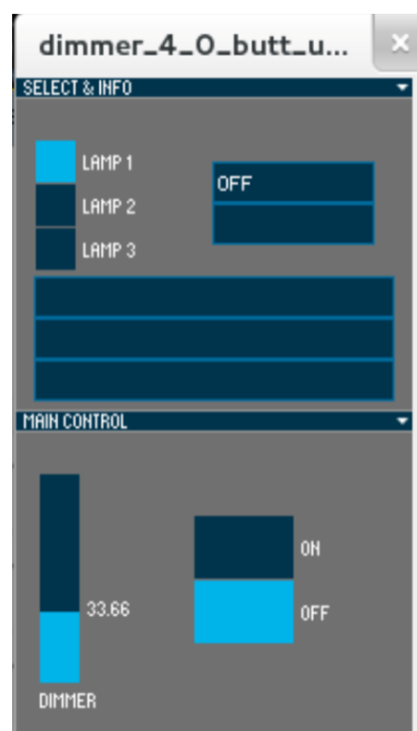 dimmer_4_0_butt_u...
SELECT & INFO
LAMP 1
OFF
LAMP 2
LAMP 3
MAIN CONTROL
ON
33.66
OFF
DIMMER